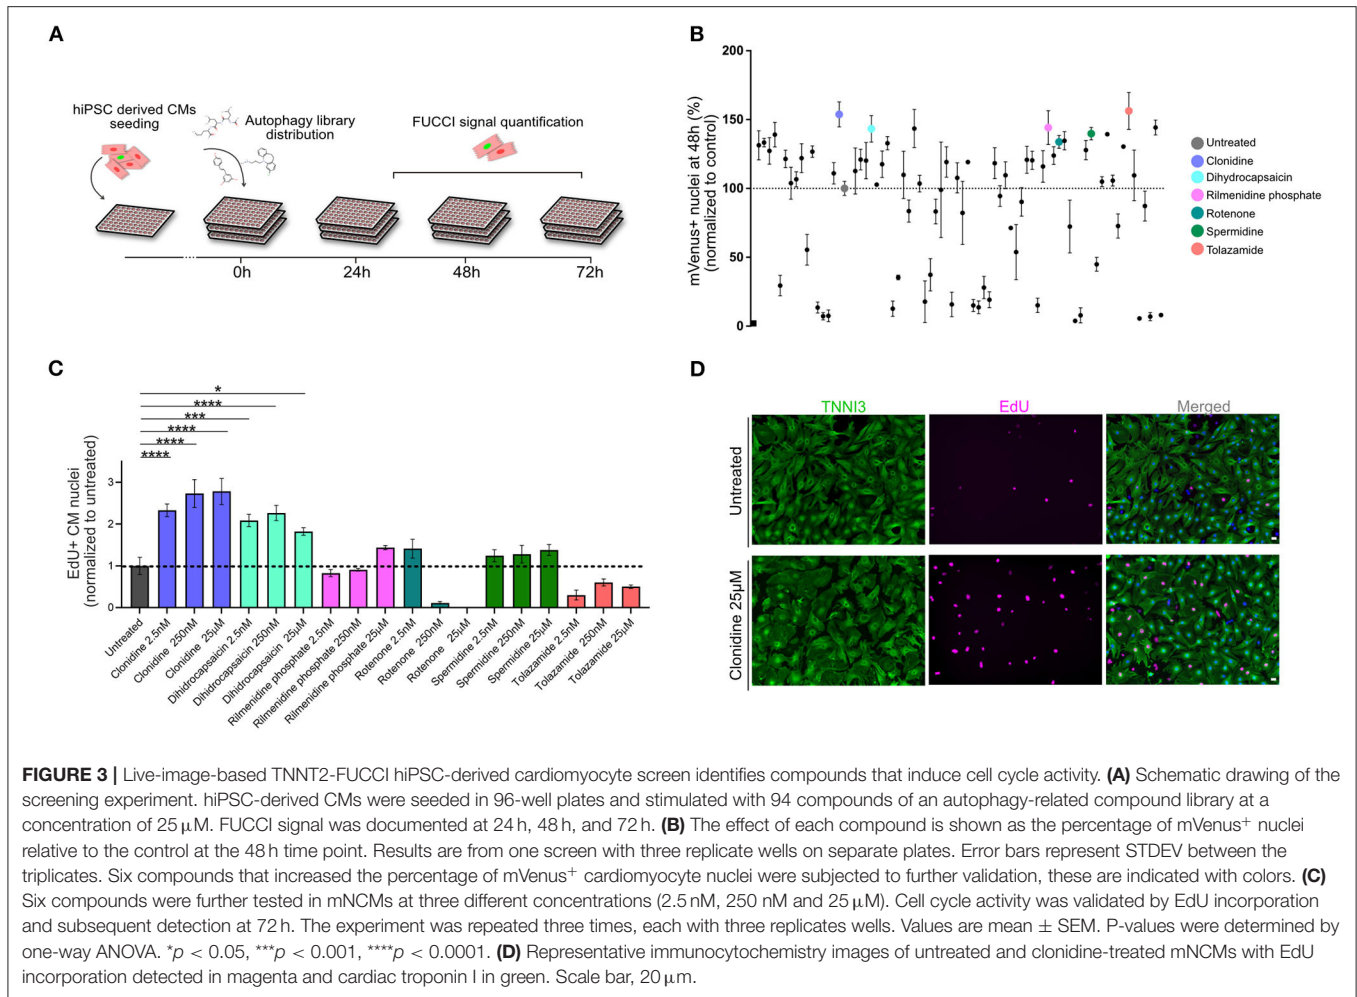 A
hiPSC derived CMs
seeding
Autophagy library
distribution
FUCCI signal quantification
0h
24h
48h
72h
B
mVenus+ nuclei at 48h (%)
(normalized to control)
200
150
100
50
0
Untreated
Clonidine
Dihydrocapsaicin
Rilmenidine phosphate
Rotenone
Spermidine
Tolazamide
C
EdU+ CM nuclei
(normalized to untreated)
*
****
***
****
****
****
3
2
1
0
Untreated
Clonidine 2.5nM
Clonidine 250nM
Clonidine 25µM
Dihidrocapsaicin 2.5nM
Dihidrocapsaicin 250nM
Dihidrocapsaicin 25µM
Rilmenidine phosphate 2.5nM
Rilmenidine phosphate 250nM
Rilmenidine phosphate 25µM
Rotenone 2.5nM
Rotenone 250nM
Rotenone 25µM
Spermidine 2.5nM
Spermidine 250nM
Spermidine 25µM
Tolazamide 2.5nM
Tolazamide 250nM
Tolazamide 25µM
D
TNNI3
EdU
Merged
Untreated
Clonidine 25µM
FIGURE 3 | Live-image-based TNNT2-FUCCI hiPSC-derived cardiomyocyte screen identifies compounds that induce cell cycle activity. (A) Schematic drawing of the
screening experiment. hiPSC-derived CMs were seeded in 96-well plates and stimulated with 94 compounds of an autophagy-related compound library at a
concentration of 25 µM. FUCCI signal was documented at 24 h, 48 h, and 72 h. (B) The effect of each compound is shown as the percentage of mVenus⁺ nuclei
relative to the control at the 48 h time point. Results are from one screen with three replicate wells on separate plates. Error bars represent STDEV between the
triplicates. Six compounds that increased the percentage of mVenus⁺ cardiomyocyte nuclei were subjected to further validation, these are indicated with colors. (C)
Six compounds were further tested in mNCMs at three different concentrations (2.5 nM, 250 nM and 25 µM). Cell cycle activity was validated by EdU incorporation
and subsequent detection at 72 h. The experiment was repeated three times, each with three replicates wells. Values are mean ± SEM. P-values were determined by
one-way ANOVA. *p < 0.05, ***p < 0.001, ****p < 0.0001. (D) Representative immunocytochemistry images of untreated and clonidine-treated mNCMs with EdU
incorporation detected in magenta and cardiac troponin I in green. Scale bar, 20 µm.